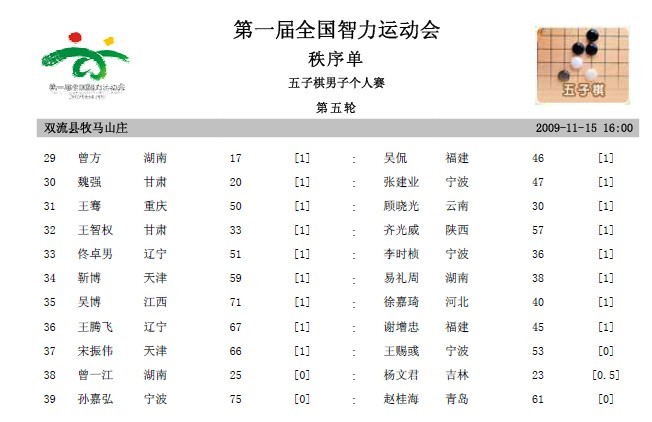 第一届全国智力运动会
秩序单
五子棋男子个人赛
第五轮
第一届全国智力运动会
五子棋
双流县牧马山庄 2009-11-15 16:00
29 曾方 湖南 17 [1] : 吴侃 福建 46 [1]
30 魏强 甘肃 20 [1] : 张建业 宁波 47 [1]
31 王骞 重庆 50 [1] : 顾晓光 云南 30 [1]
32 王智权 甘肃 33 [1] : 齐光威 陕西 57 [1]
33 佟卓男 辽宁 51 [1] : 李时桢 宁波 36 [1]
34 靳博 天津 59 [1] : 易礼周 湖南 38 [1]
35 吴博 江西 71 [1] : 徐嘉琦 河北 40 [1]
36 王腾飞 辽宁 67 [1] : 谢增忠 福建 45 [1]
37 宋振伟 天津 66 [1] : 王赐彧 宁波 53 [0]
38 曾一江 湖南 25 [0] : 杨文君 吉林 23 [0.5]
39 孙嘉弘 宁波 75 [0] : 赵桂海 青岛 61 [0]